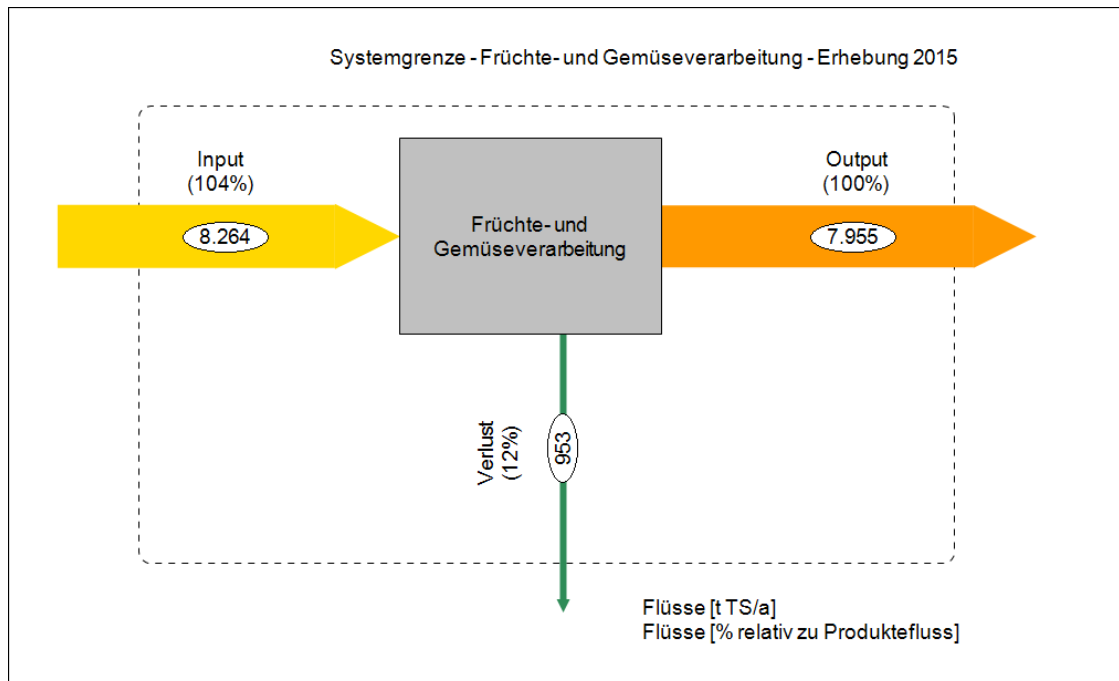 Systemgrenze - Früchte- und Gemüseverarbeitung - Erhebung 2015
Input
(104%)
8.264
Früchte- und
Gemüseverarbeitung
Output
(100%)
7.955
Verlust
(12%)
953
Flüsse [t TS/a]
Flüsse [% relativ zu Produktefluss]